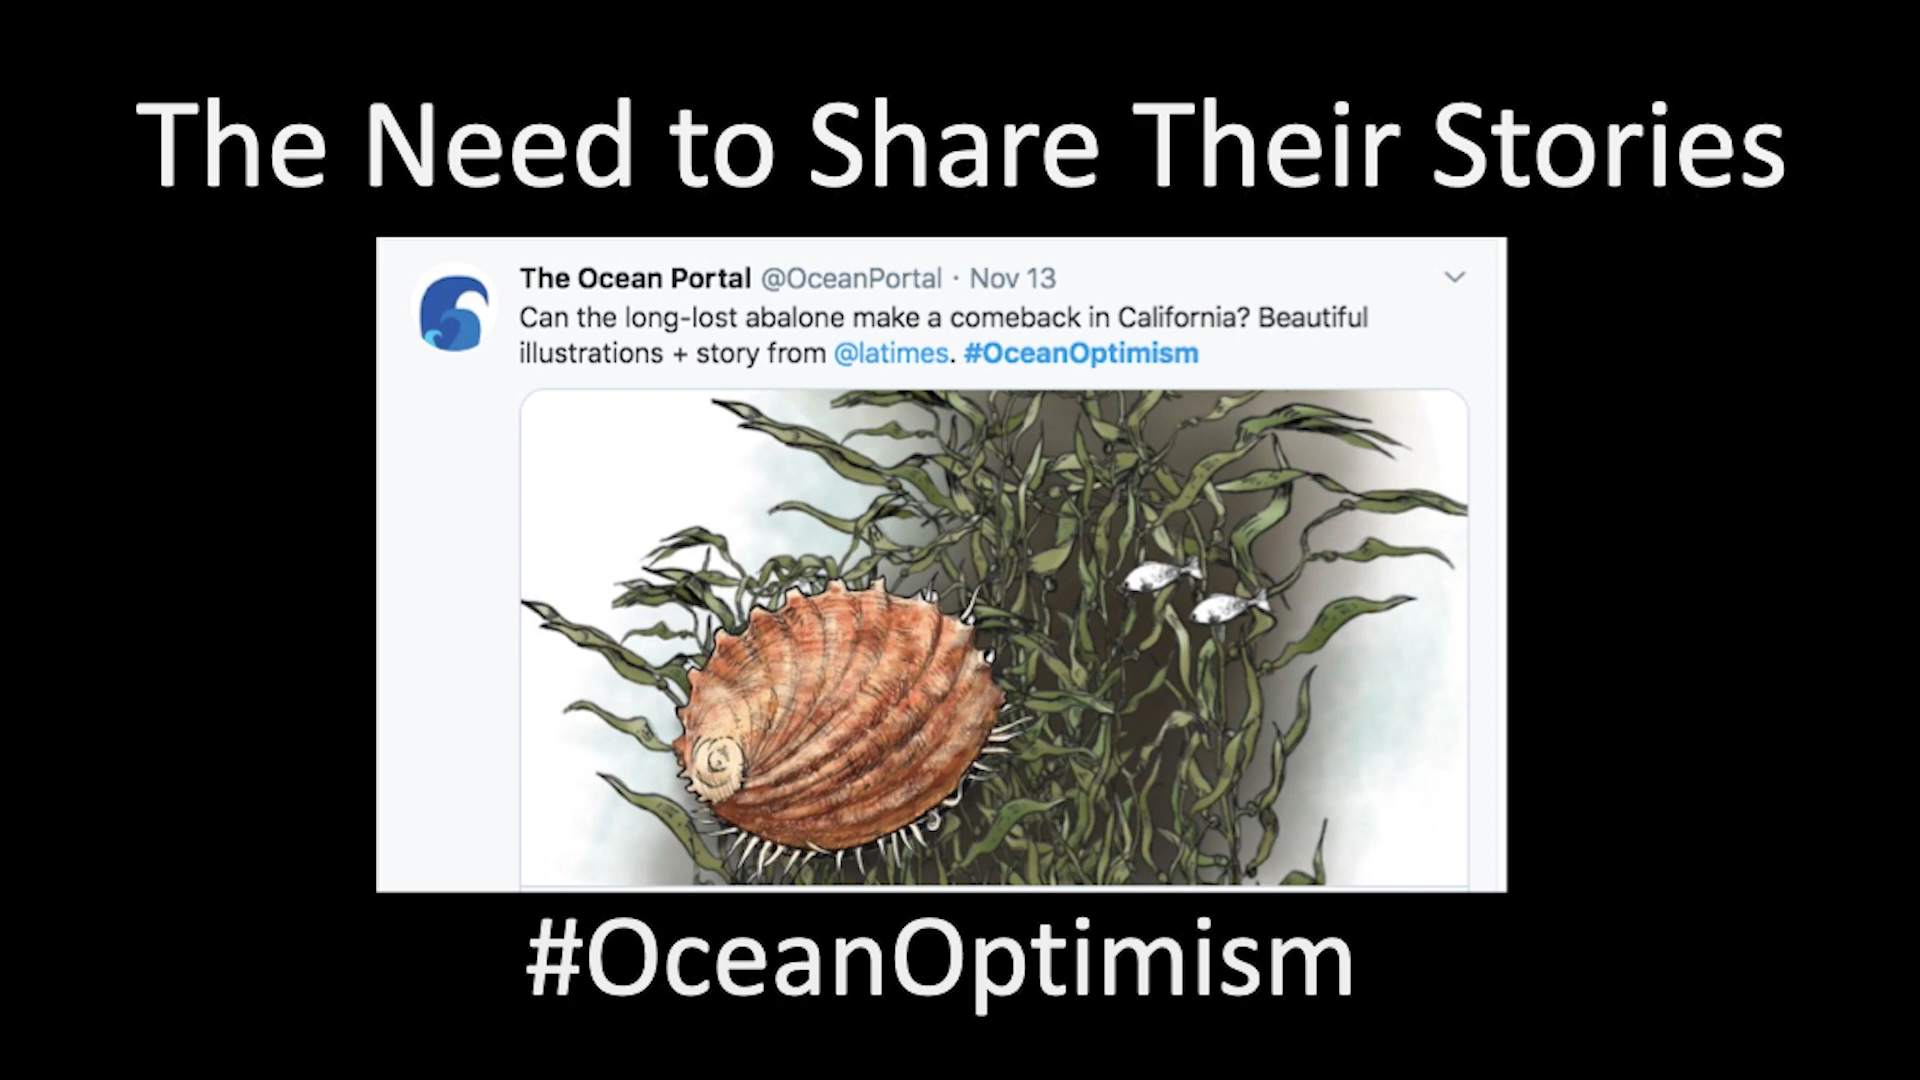 The Need to Share Their Stories
The Ocean Portal @OceanPortal · Nov 13
Can the long-lost abalone make a comeback in California? Beautiful
illustrations + story from @latimes. #OceanOptimism
#OceanOptimism